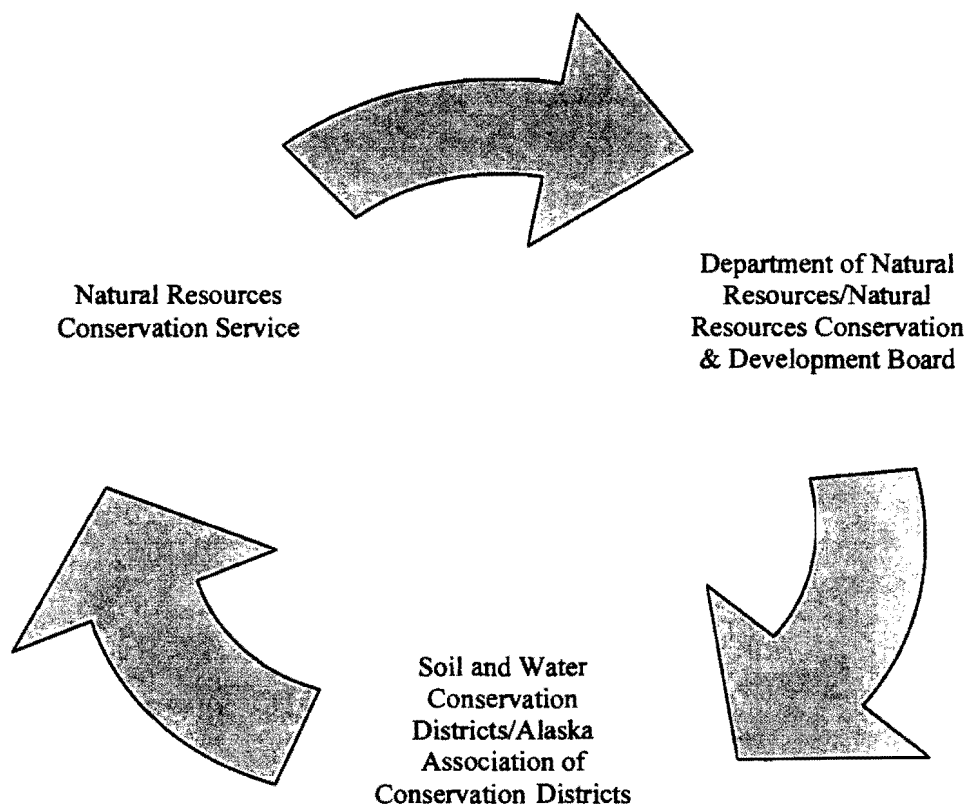 Natural Resources
Conservation Service
Department of Natural
Resources/Natural
Resources Conservation
& Development Board
Soil and Water
Conservation
Districts/Alaska
Association of
Conservation Districts